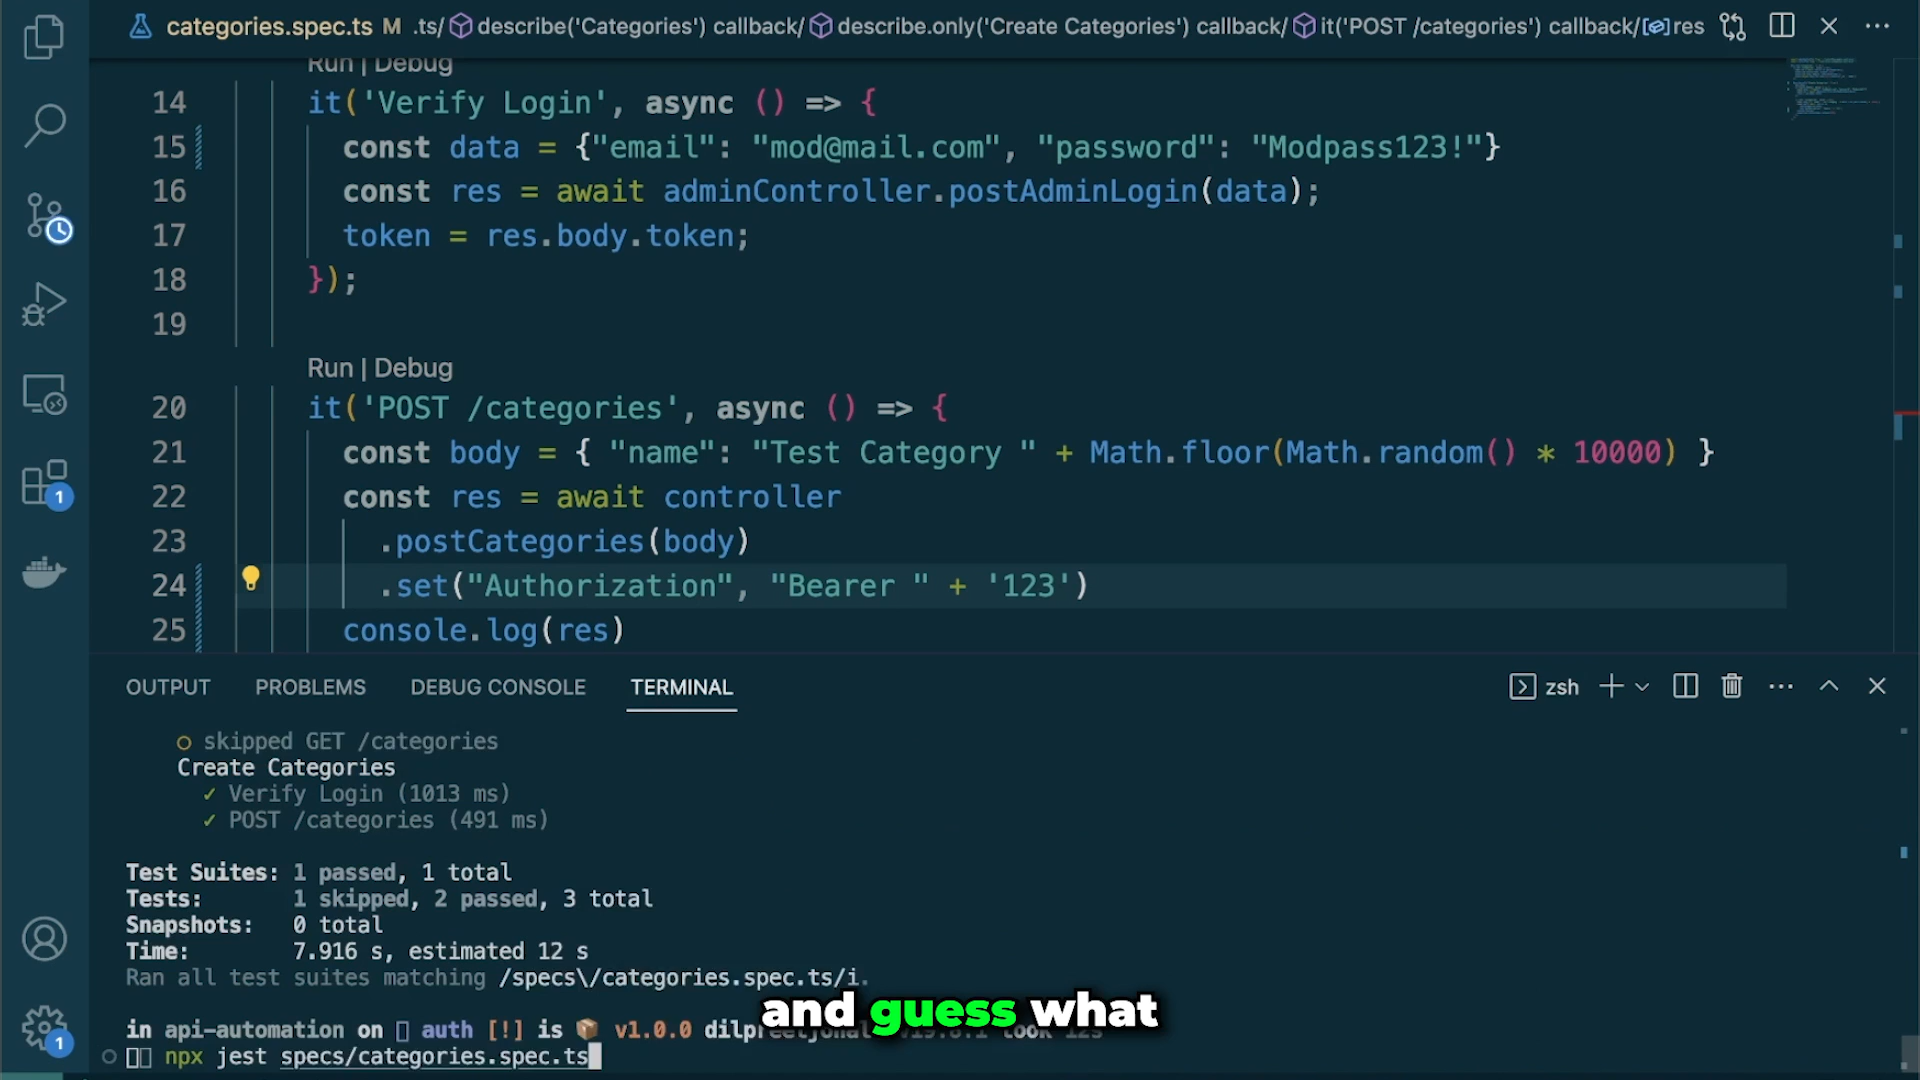 categories.spec.ts M .ts/ describe('Categories') callback/ describe.only('Create Categories') callback/ it('POST /categories') callback/ res
Run | Debug
14 it('Verify Login', async () => {
15 const data = {"email": "mod@mail.com", "password": "Modpass123!"}
16 const res = await adminController.postAdminLogin(data);
17 token = res.body.token;
18 });
19
Run | Debug
20 it('POST /categories', async () => {
21 const body = { "name": "Test Category " + Math.floor(Math.random() * 10000) }
22 const res = await controller
23 .postCategories(body)
24 .set("Authorization", "Bearer " + '123')
25 console.log(res)
1
OUTPUT PROBLEMS DEBUG CONSOLE TERMINAL zsh
○ skipped GET /categories
Create Categories
✓ Verify Login (1013 ms)
✓ POST /categories (491 ms)
Test Suites: 1 passed, 1 total
Tests: 1 skipped, 2 passed, 3 total
Snapshots: 0 total
Time: 7.916 s, estimated 12 s
Ran all test suites matching /specs\/categories.spec.ts/i.
and guess what
in api-automation on auth [!] is v1.0.0 took 12s
npx jest specs/categories.spec.ts
1